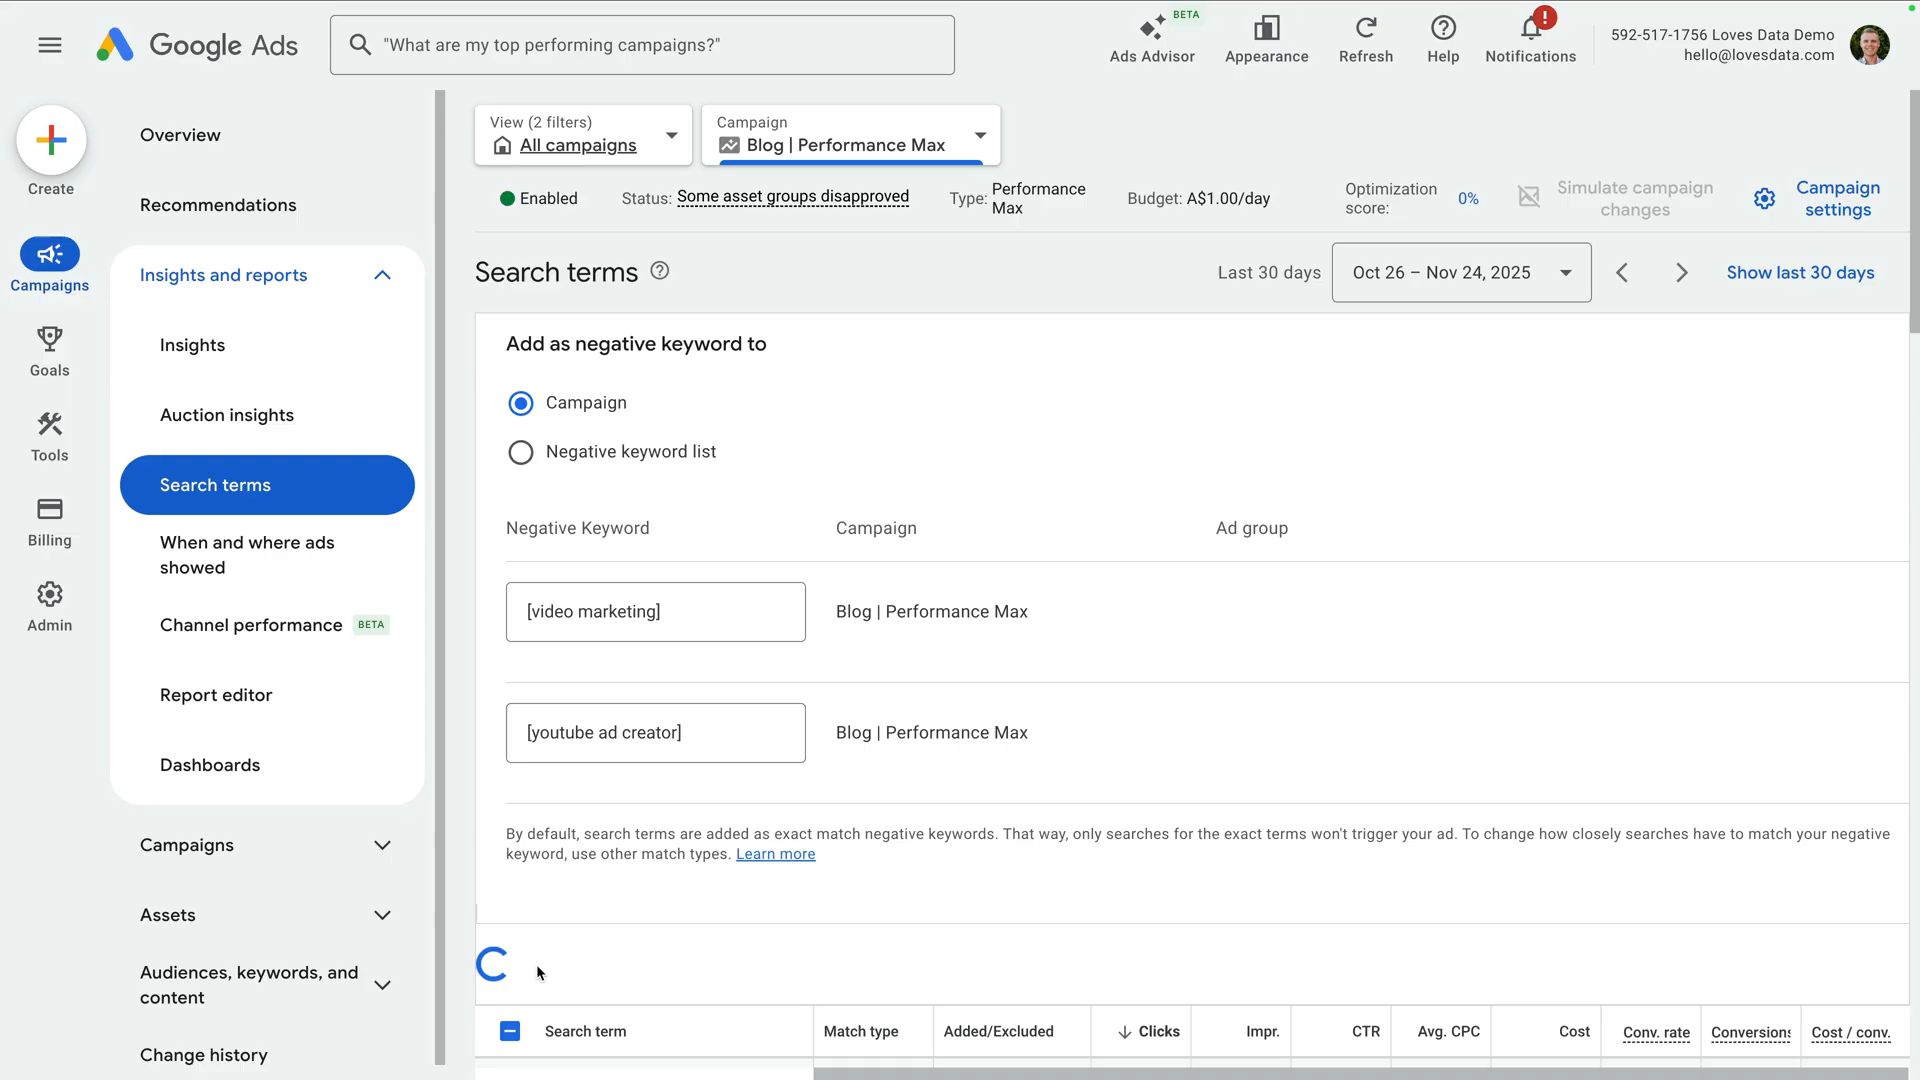 Google Ads
"What are my top performing campaigns?"
Ads Advisor
BETA
Appearance
Refresh
Help
!
Notifications
592-517-1756 Loves Data Demo
hello@lovesdata.com
Create
Campaigns
Goals
Tools
Billing
Admin
Overview
Recommendations
Insights and reports
Insights
Auction insights
Search terms
When and where ads
showed
Channel performance BETA
Report editor
Dashboards
Campaigns
Assets
Audiences, keywords, and
content
Change history
View (2 filters)
All campaigns
Campaign
Blog | Performance Max
Enabled
Status: Some asset groups disapproved
Type: Performance
Max
Budget: A$1.00/day
Optimization
score:
0%
Simulate campaign
changes
Campaign
settings
Search terms
Last 30 days
Oct 26 – Nov 24, 2025
Show last 30 days
Add as negative keyword to
Campaign
Negative keyword list
Negative Keyword
Campaign
Ad group
[video marketing]
Blog | Performance Max
[youtube ad creator]
Blog | Performance Max
By default, search terms are added as exact match negative keywords. That way, only searches for the exact terms won't trigger your ad. To change how closely searches have to match your negative
keyword, use other match types. Learn more
Search term
Match type
Added/Excluded
Clicks
Impr.
CTR
Avg. CPC
Cost
Conv. rate
Conversions
Cost / conv.